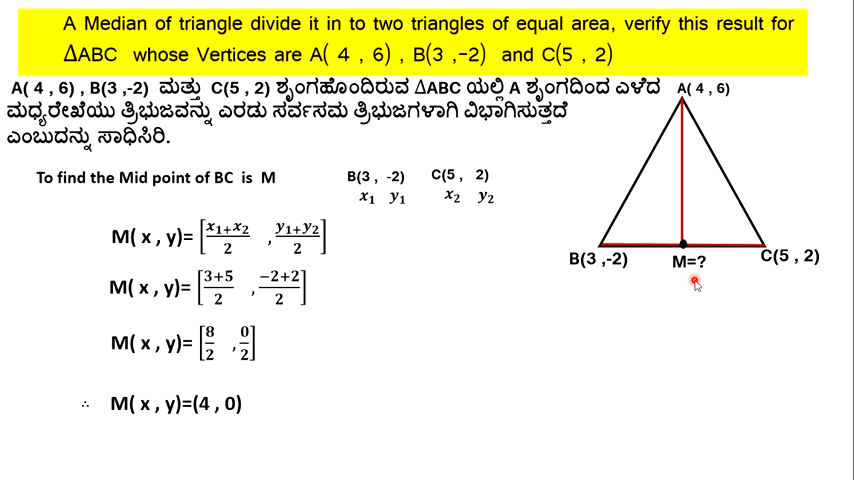 A Median of triangle divide it in to two triangles of equal area, verify this result for
ΔABC whose Vertices are A( 4 , 6) , B(3 ,−2) and C(5 , 2)
A( 4 , 6) , B(3 ,-2) ಮತ್ತು C(5 , 2) ಶೃಂಗಹೊಂದಿರುವ ΔABC ಯಲ್ಲಿ A ಶೃಂಗದಿಂದ ಎಳೆದ
ಮಧ್ಯರೇಖೆಯು ತ್ರಿಭುಜವನ್ನು ಎರಡು ಸರ್ವಸಮ ತ್ರಿಭುಜಗಳಾಗಿ ವಿಭಾಗಿಸುತ್ತದೆ
ಎಂಬುದನ್ನು ಸಾಧಿಸಿರಿ.
A( 4 , 6)
B(3 ,-2)
M=?
C(5 , 2)
To find the Mid point of BC is M
B(3 , -2) C(5 , 2)
x₁ y₁ x₂ y₂
M( x , y)= [x₁₊x₂/2 , y₁₊y₂/2]
M( x , y)= [3+5/2 , −2+2/2]
M( x , y)= [8/2 , 0/2]
∴ M( x , y)=(4 , 0)